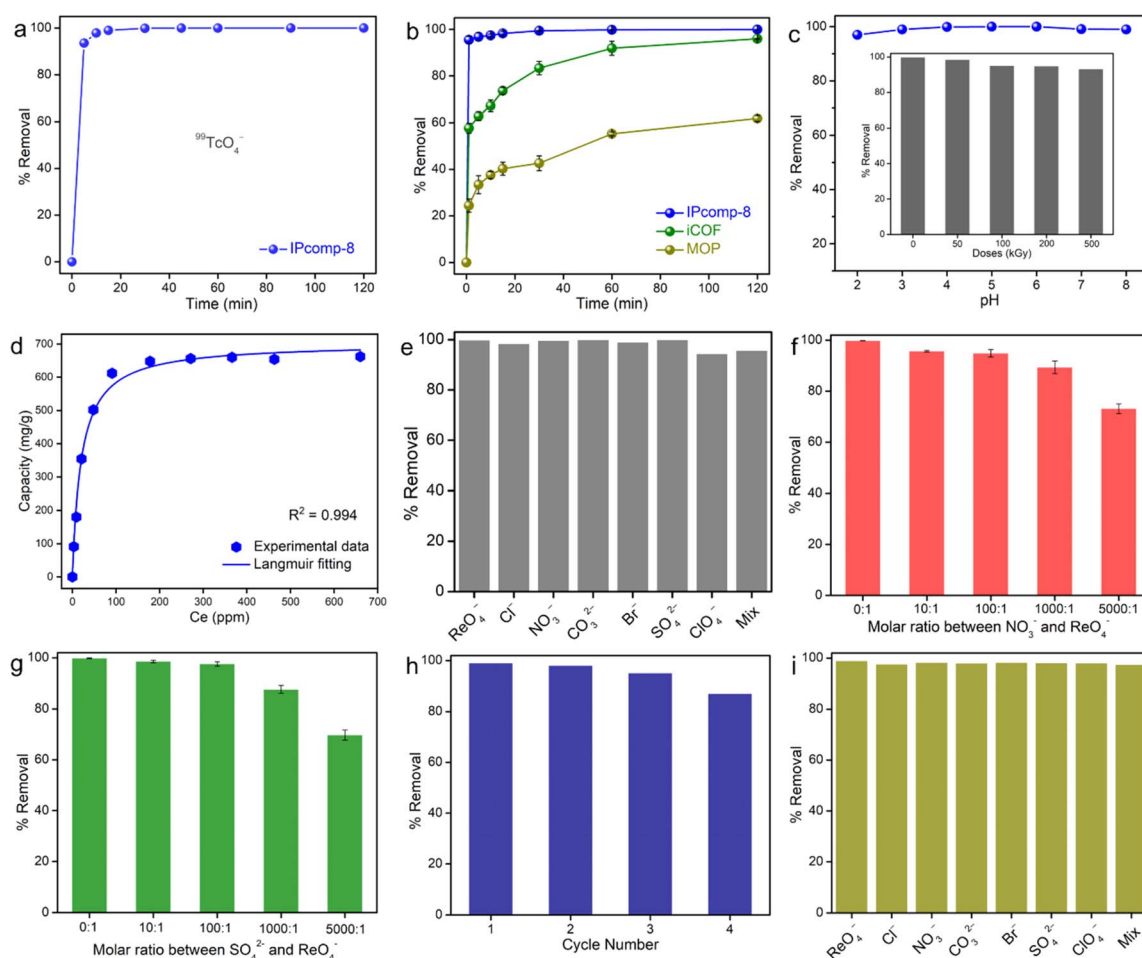 a
100
80
60
40
20
0
% Removal
⁹⁹TcO₄⁻
IPcomp-8
0 20 40 60 80 100 120
Time (min)
b
100
80
60
40
20
0
% Removal
IPcomp-8
iCOF
MOP
0 20 40 60 80 100 120
Time (min)
c
100
80
60
40
20
% Removal
100
50
0
% Removal
0 50 100 200 500
Doses (kGy)
2 3 4 5 6 7 8
pH
d
700
600
500
400
300
200
100
0
Capacity (mg/g)
R² = 0.994
Experimental data
Langmuir fitting
0 100 200 300 400 500 600 700
Ce (ppm)
e
100
80
60
40
20
0
% Removal
ReO₄⁻ Cl⁻ NO₃⁻ CO₃²⁻ Br⁻ SO₄²⁻ ClO₄⁻ Mix
f
100
80
60
40
20
0
% Removal
0:1 10:1 100:1 1000:1 5000:1
Molar ratio between NO₃⁻ and ReO₄⁻
g
100
80
60
40
20
0
% Removal
0:1 10:1 100:1 1000:1 5000:1
Molar ratio between SO₄²⁻ and ReO₄⁻
h
100
80
60
40
20
0
% Removal
1 2 3 4
Cycle Number
i
100
80
60
40
20
0
% Removal
ReO₄⁻ Cl⁻ NO₃⁻ CO₃²⁻ Br⁻ SO₄²⁻ ClO₄⁻ Mix